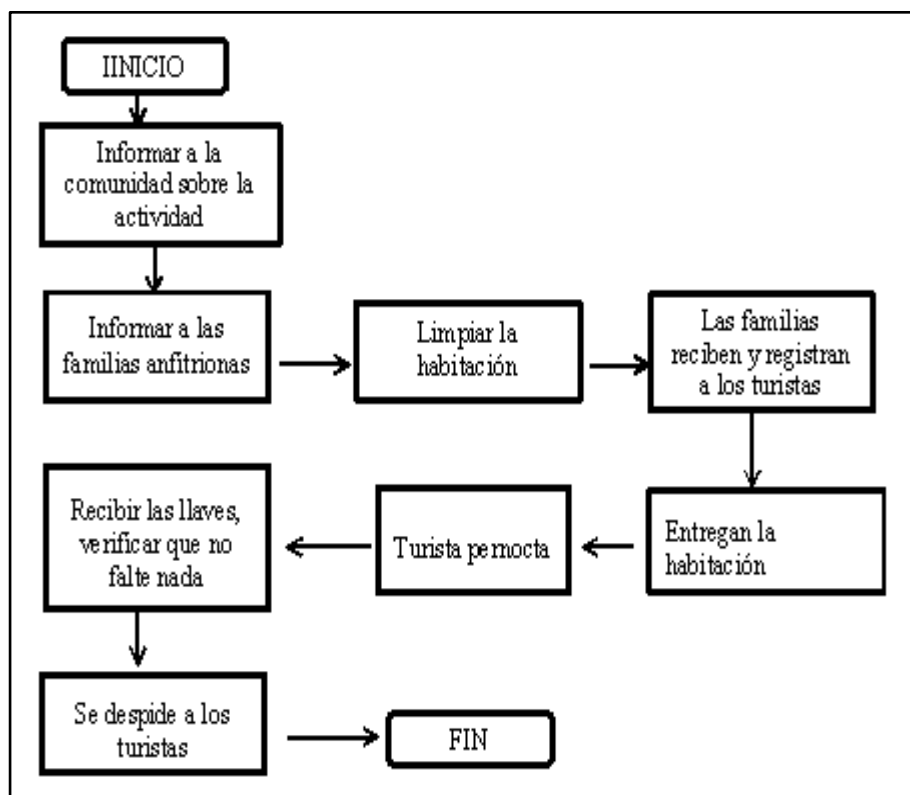 IINICIO
Informar a la
comunidad sobre la
actividad
Informar a las
familias anfitrionas
Limpiar la
habitación
Las familias
reciben y registran
a los turistas
Entregan la
habitación
Turista pernocta
Recibir las llaves,
verificar que no
falte nada
Se despide a los
turistas
FIN